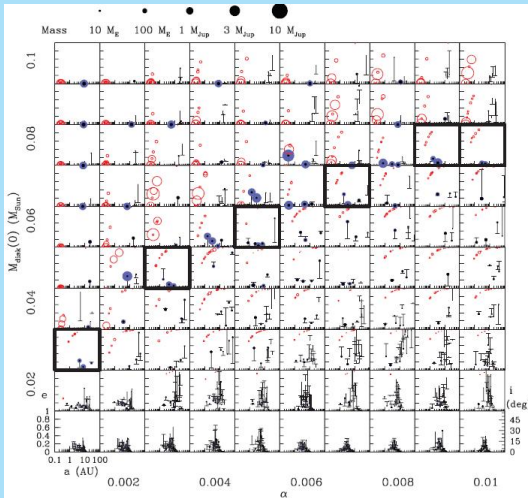 Mass 10 M_E 100 M_E 1 M_Jup 3 M_Jup 10 M_Jup
0.1
0.08
0.06
0.04
0.02
M_disk(0) (M_Sun)
e i
1 (deg
0.8 45
0.6 30
0.4
0.2 15
0 0
0.1 1 10 100
a (AU)
0.002 0.004 0.006 0.008 0.01
α